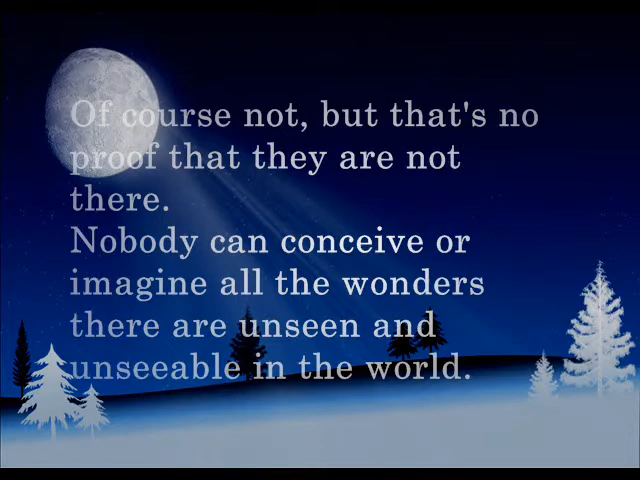 Of course not, but that's no
proof that they are not
there.
Nobody can conceive or
imagine all the wonders
there are unseen and
unseeable in the world.